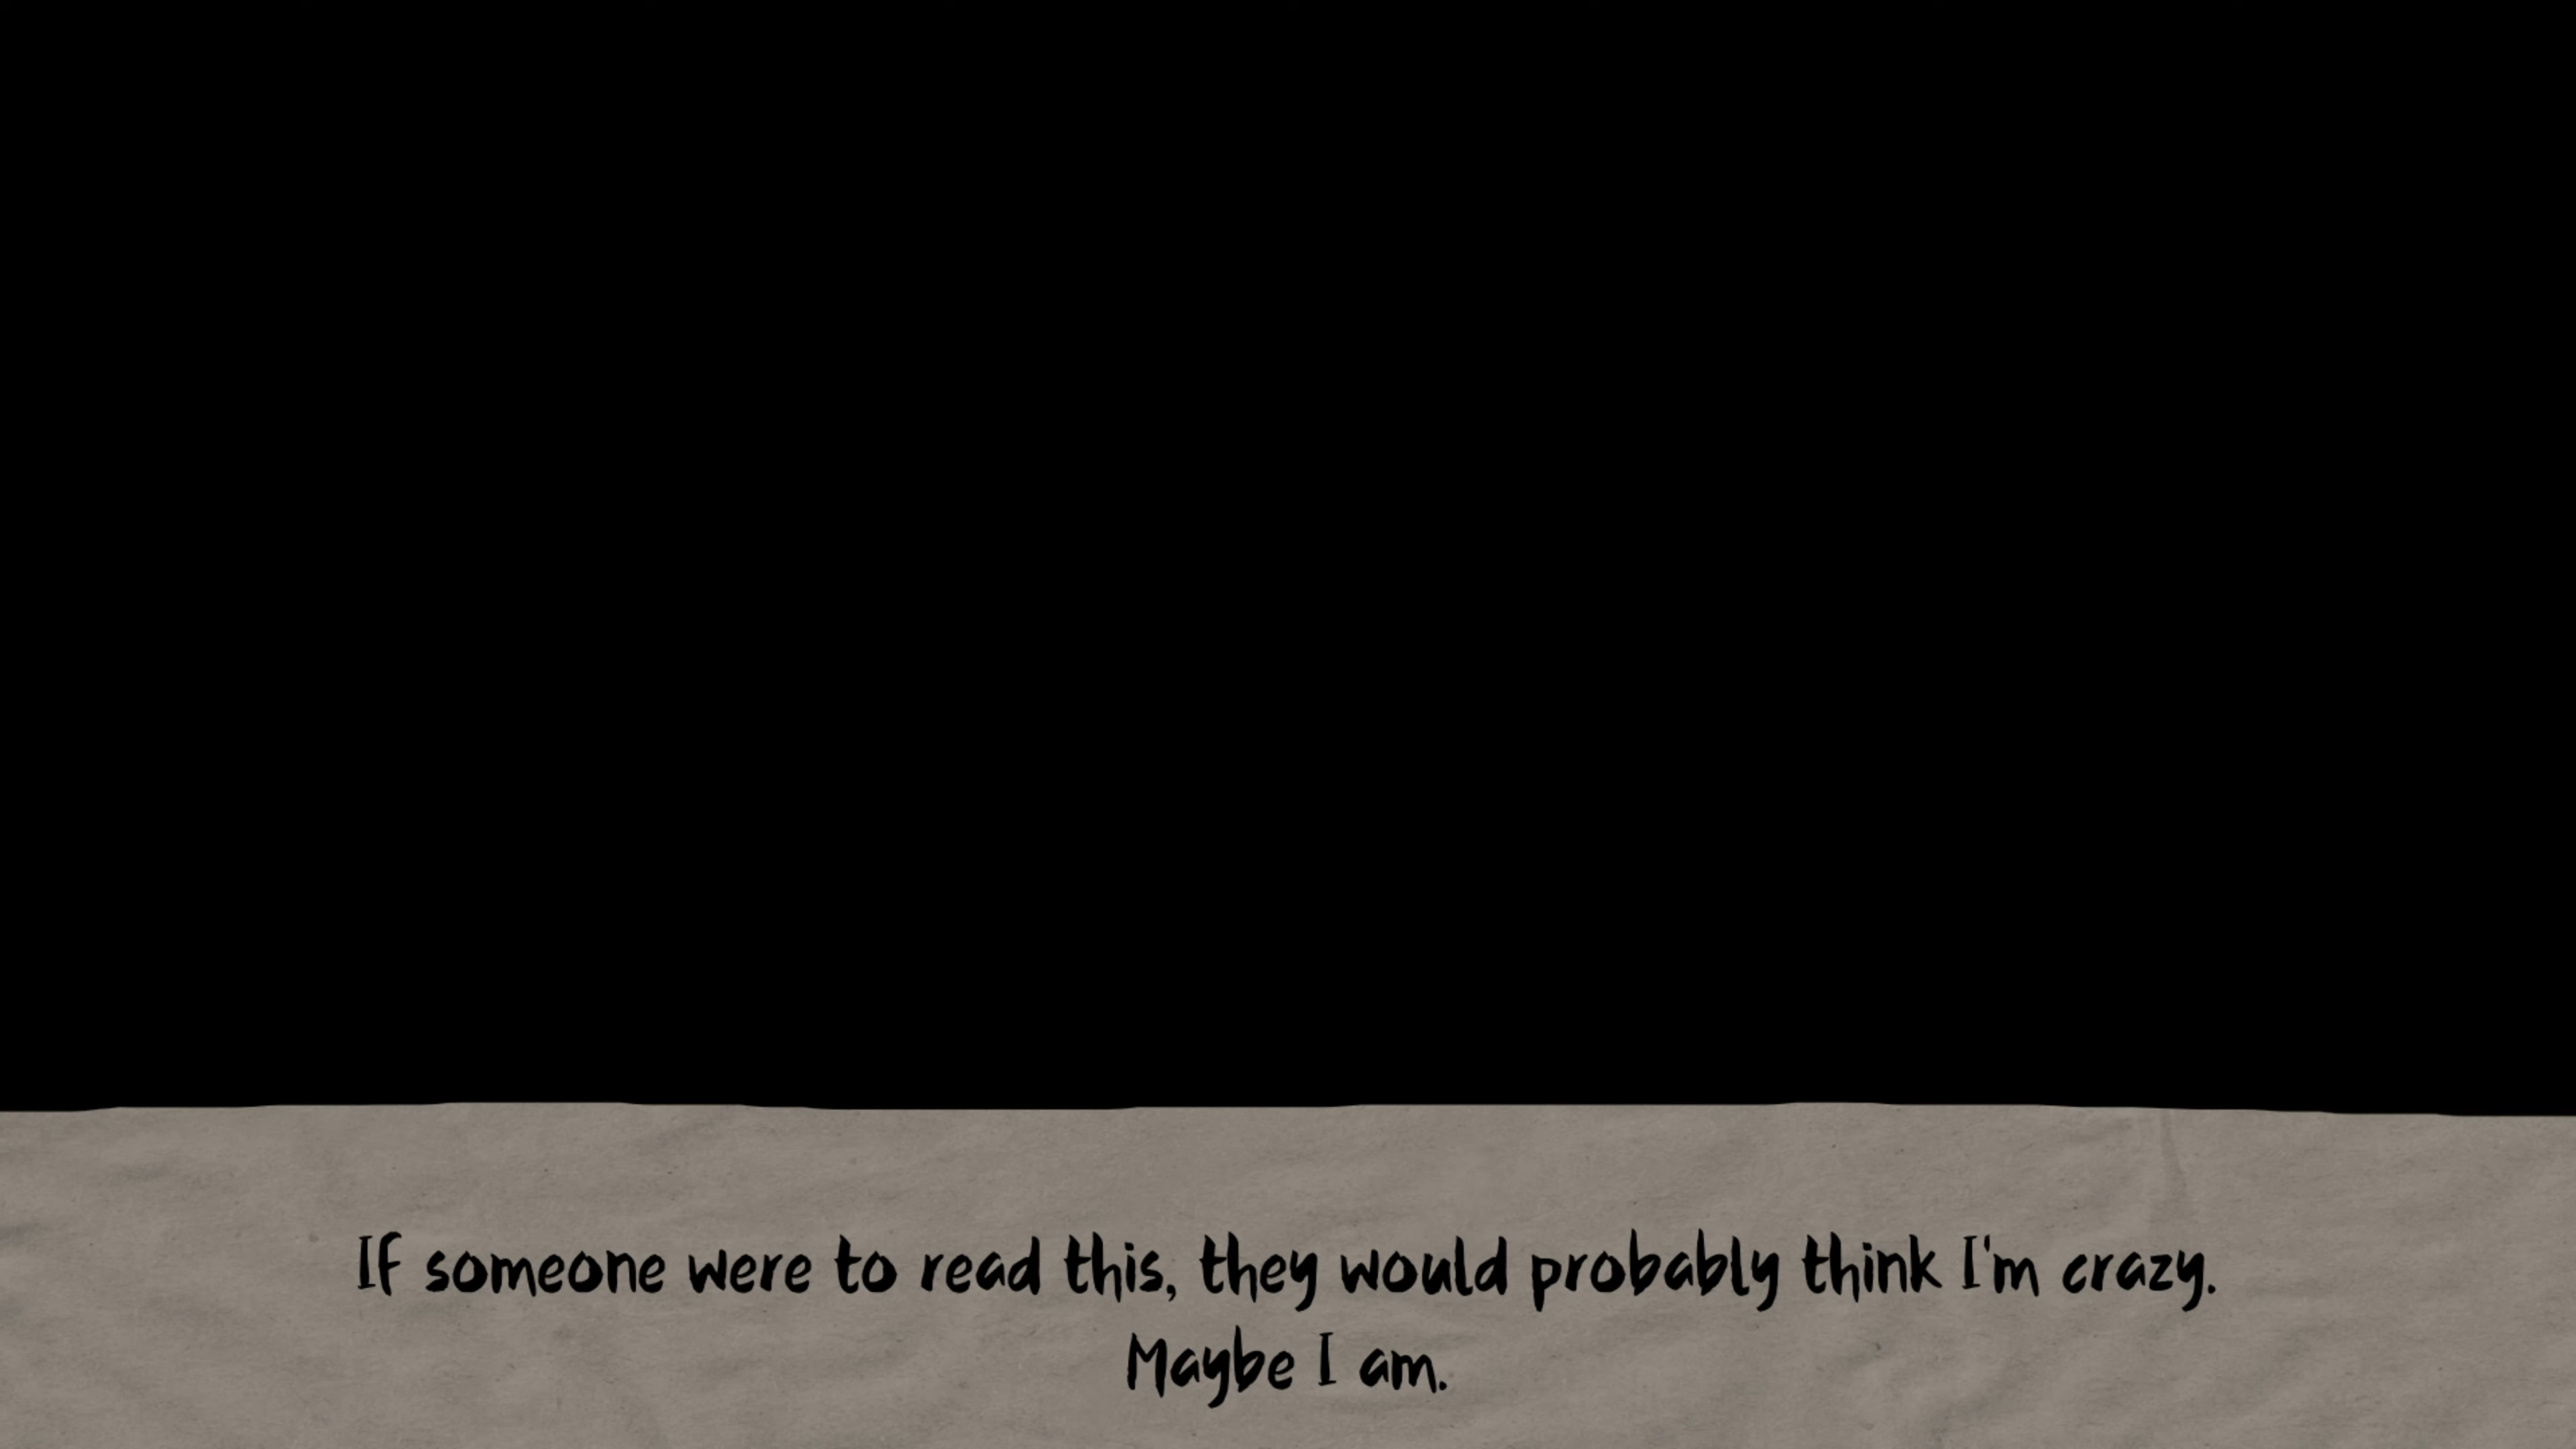 If someone were to read this, they would probably think I'm crazy.
Maybe I am.